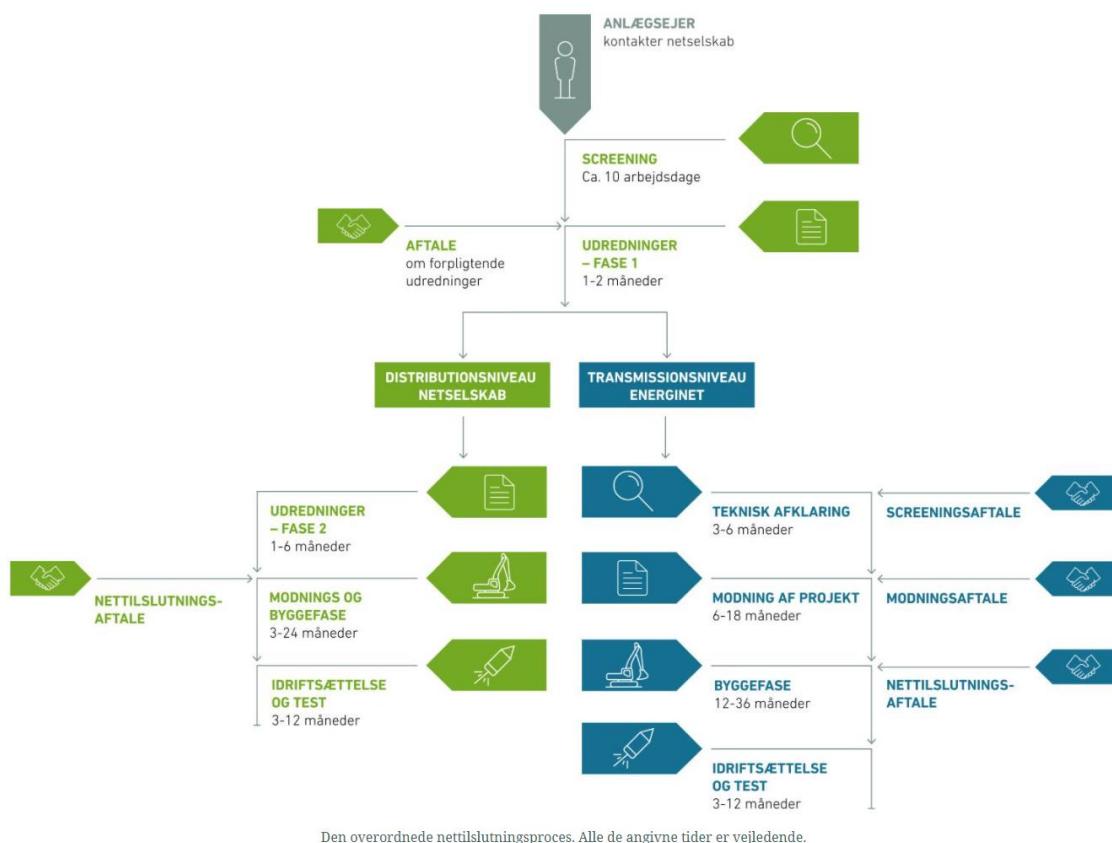 ANLÆGSEJER
kontakter netselskab
SCREENING
Ca. 10 arbejdsdage
AFTALE
om forpligtende
udredninger
UDREDNINGER
– FASE 1
1-2 måneder
DISTRIBUTIONSNIVEAU
NETSELSKAB
TRANSMISSIONSNIVEAU
ENERGINET
UDREDNINGER
– FASE 2
1-6 måneder
NETTILSLUTNINGS-
AFTALE
MODNINGS OG
BYGGEFASE
3-24 måneder
IDRIFTSÆTTELSE
OG TEST
3-12 måneder
TEKNISK AFKLARING
3-6 måneder
SCREENINGSAFTALE
MODNING AF PROJEKT
6-18 måneder
MODNINGSAFTALE
BYGGEFASE
12-36 måneder
NETTILSLUTNINGS-
AFTALE
IDRIFTSÆTTELSE
OG TEST
3-12 måneder
Den overordnede nettilslutningsproces. Alle de angivne tider er vejledende.